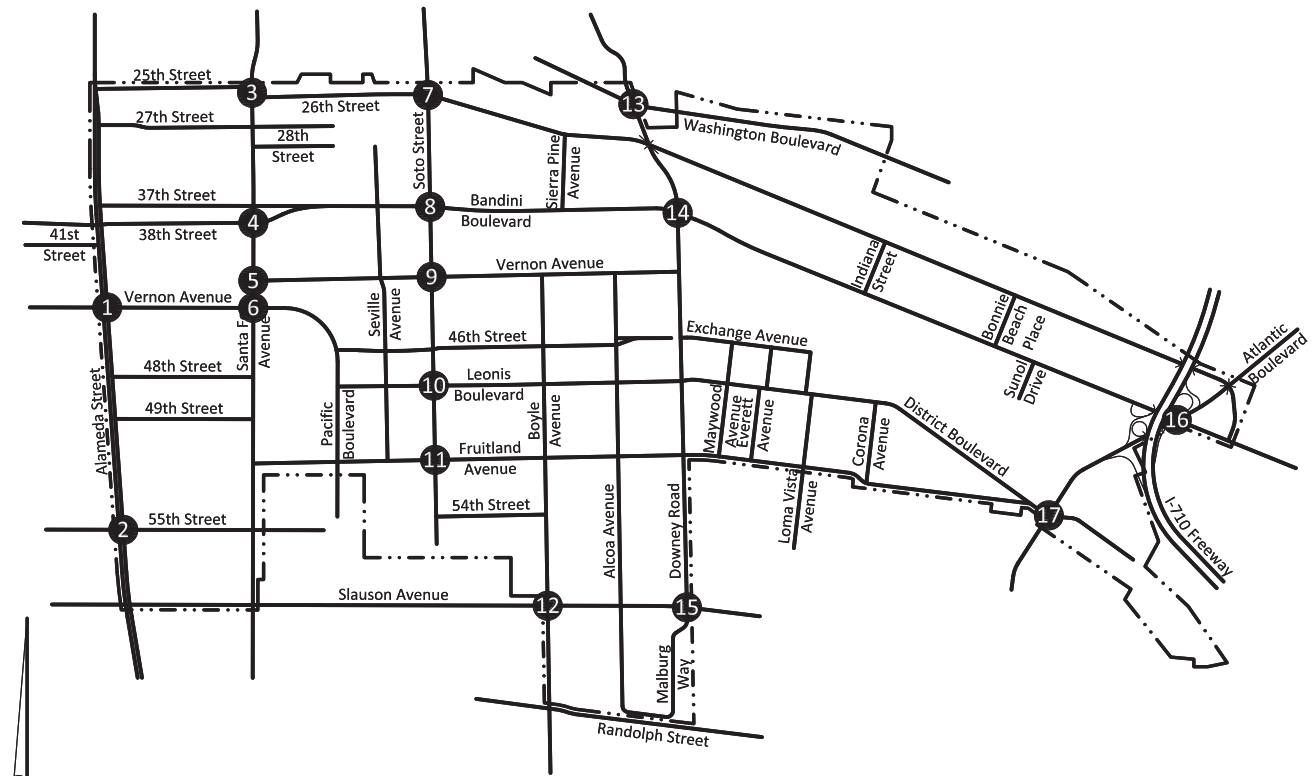 25th Street
3
26th Street
7
13
Washington Boulevard
27th Street
28th
Street
Soto Street
Sierra Pine
Avenue
37th Street
8
Bandini
Boulevard
14
4
38th Street
41st
Street
5
9
Vernon Avenue
Indiana
Street
1
Vernon Avenue
6
Santa F
Avenue
Seville
Avenue
46th Street
Exchange Avenue
Bonnie
Beach
Place
Atlantic
Boulevard
48th Street
10
Leonis
Boulevard
Sunol
Drive
49th Street
Alameda Street
Pacific
Boulevard
Boyle
Avenue
Maywood
Avenue
Everett
Avenue
Corona
Avenue
District Boulevard
16
11
Fruitland
Avenue
54th Street
Loma Vista
Avenue
17
I-710 Freeway
2
55th Street
Alcoa Avenue
Downey Road
Slauson Avenue
12
15
Malburg
Way
Randolph Street